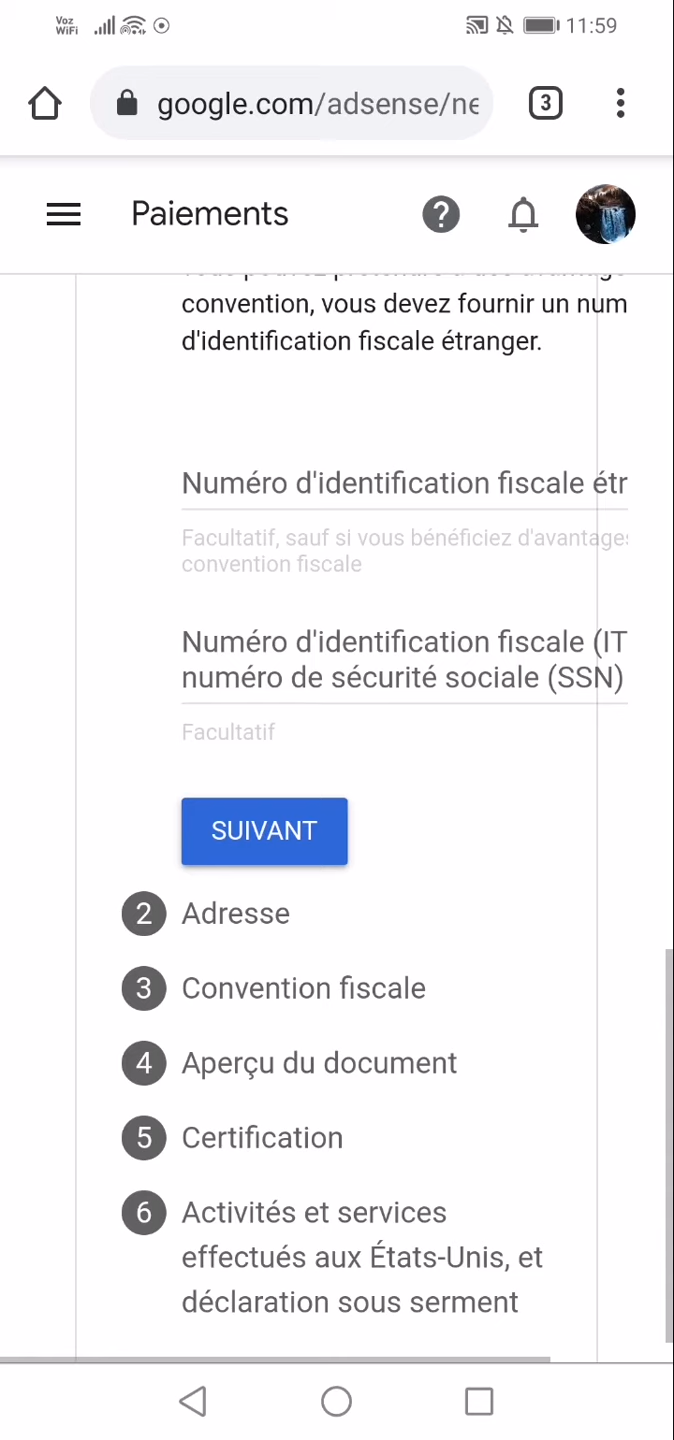 Voz
WiFi
11:59
google.com/adsense/ne
3
Paiements
convention, vous devez fournir un num
d'identification fiscale étranger.
Numéro d'identification fiscale étr
Facultatif, sauf si vous bénéficiez d'avantages
convention fiscale
Numéro d'identification fiscale (IT
numéro de sécurité sociale (SSN)
Facultatif
SUIVANT
2 Adresse
3 Convention fiscale
4 Aperçu du document
5 Certification
6 Activités et services
effectués aux États-Unis, et
déclaration sous serment